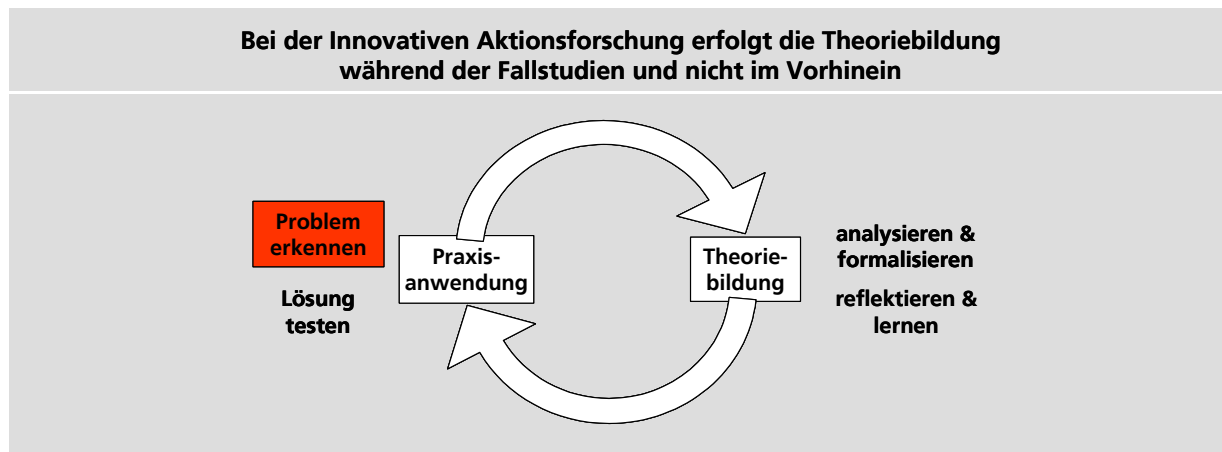 Bei der Innovativen Aktionsforschung erfolgt die Theoriebildung
während der Fallstudien und nicht im Vorhinein
Problem
erkennen
Lösung
testen
Praxis-
anwendung
Theorie-
bildung
analysieren &
formalisieren
reflektieren &
lernen